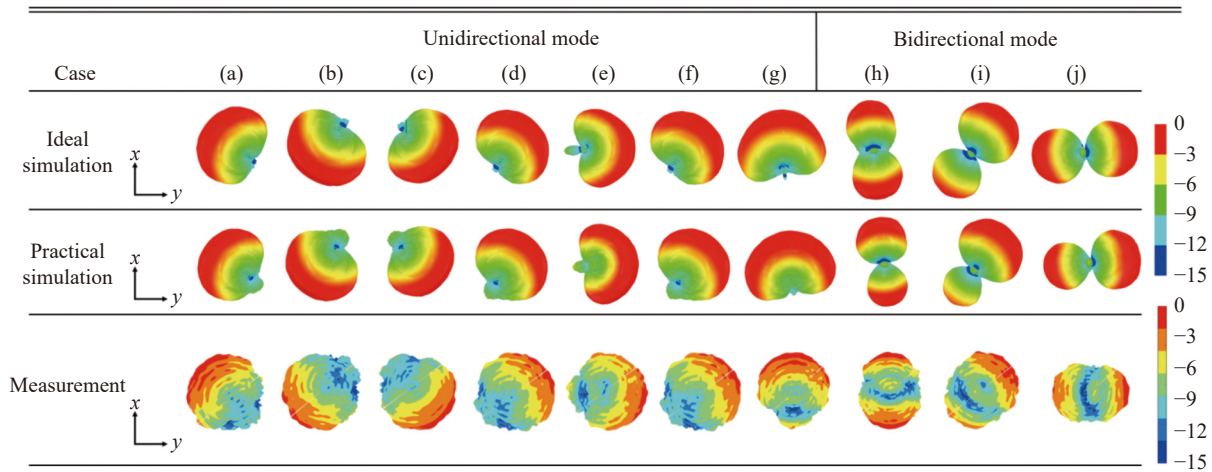 Unidirectional mode Bidirectional mode
Case (a) (b) (c) (d) (e) (f) (g) (h) (i) (j)
Ideal
simulation
x
y
0
−3
−6
−9
−12
−15
Practical
simulation
x
y
Measurement
x
y
0
−3
−6
−9
−12
−15